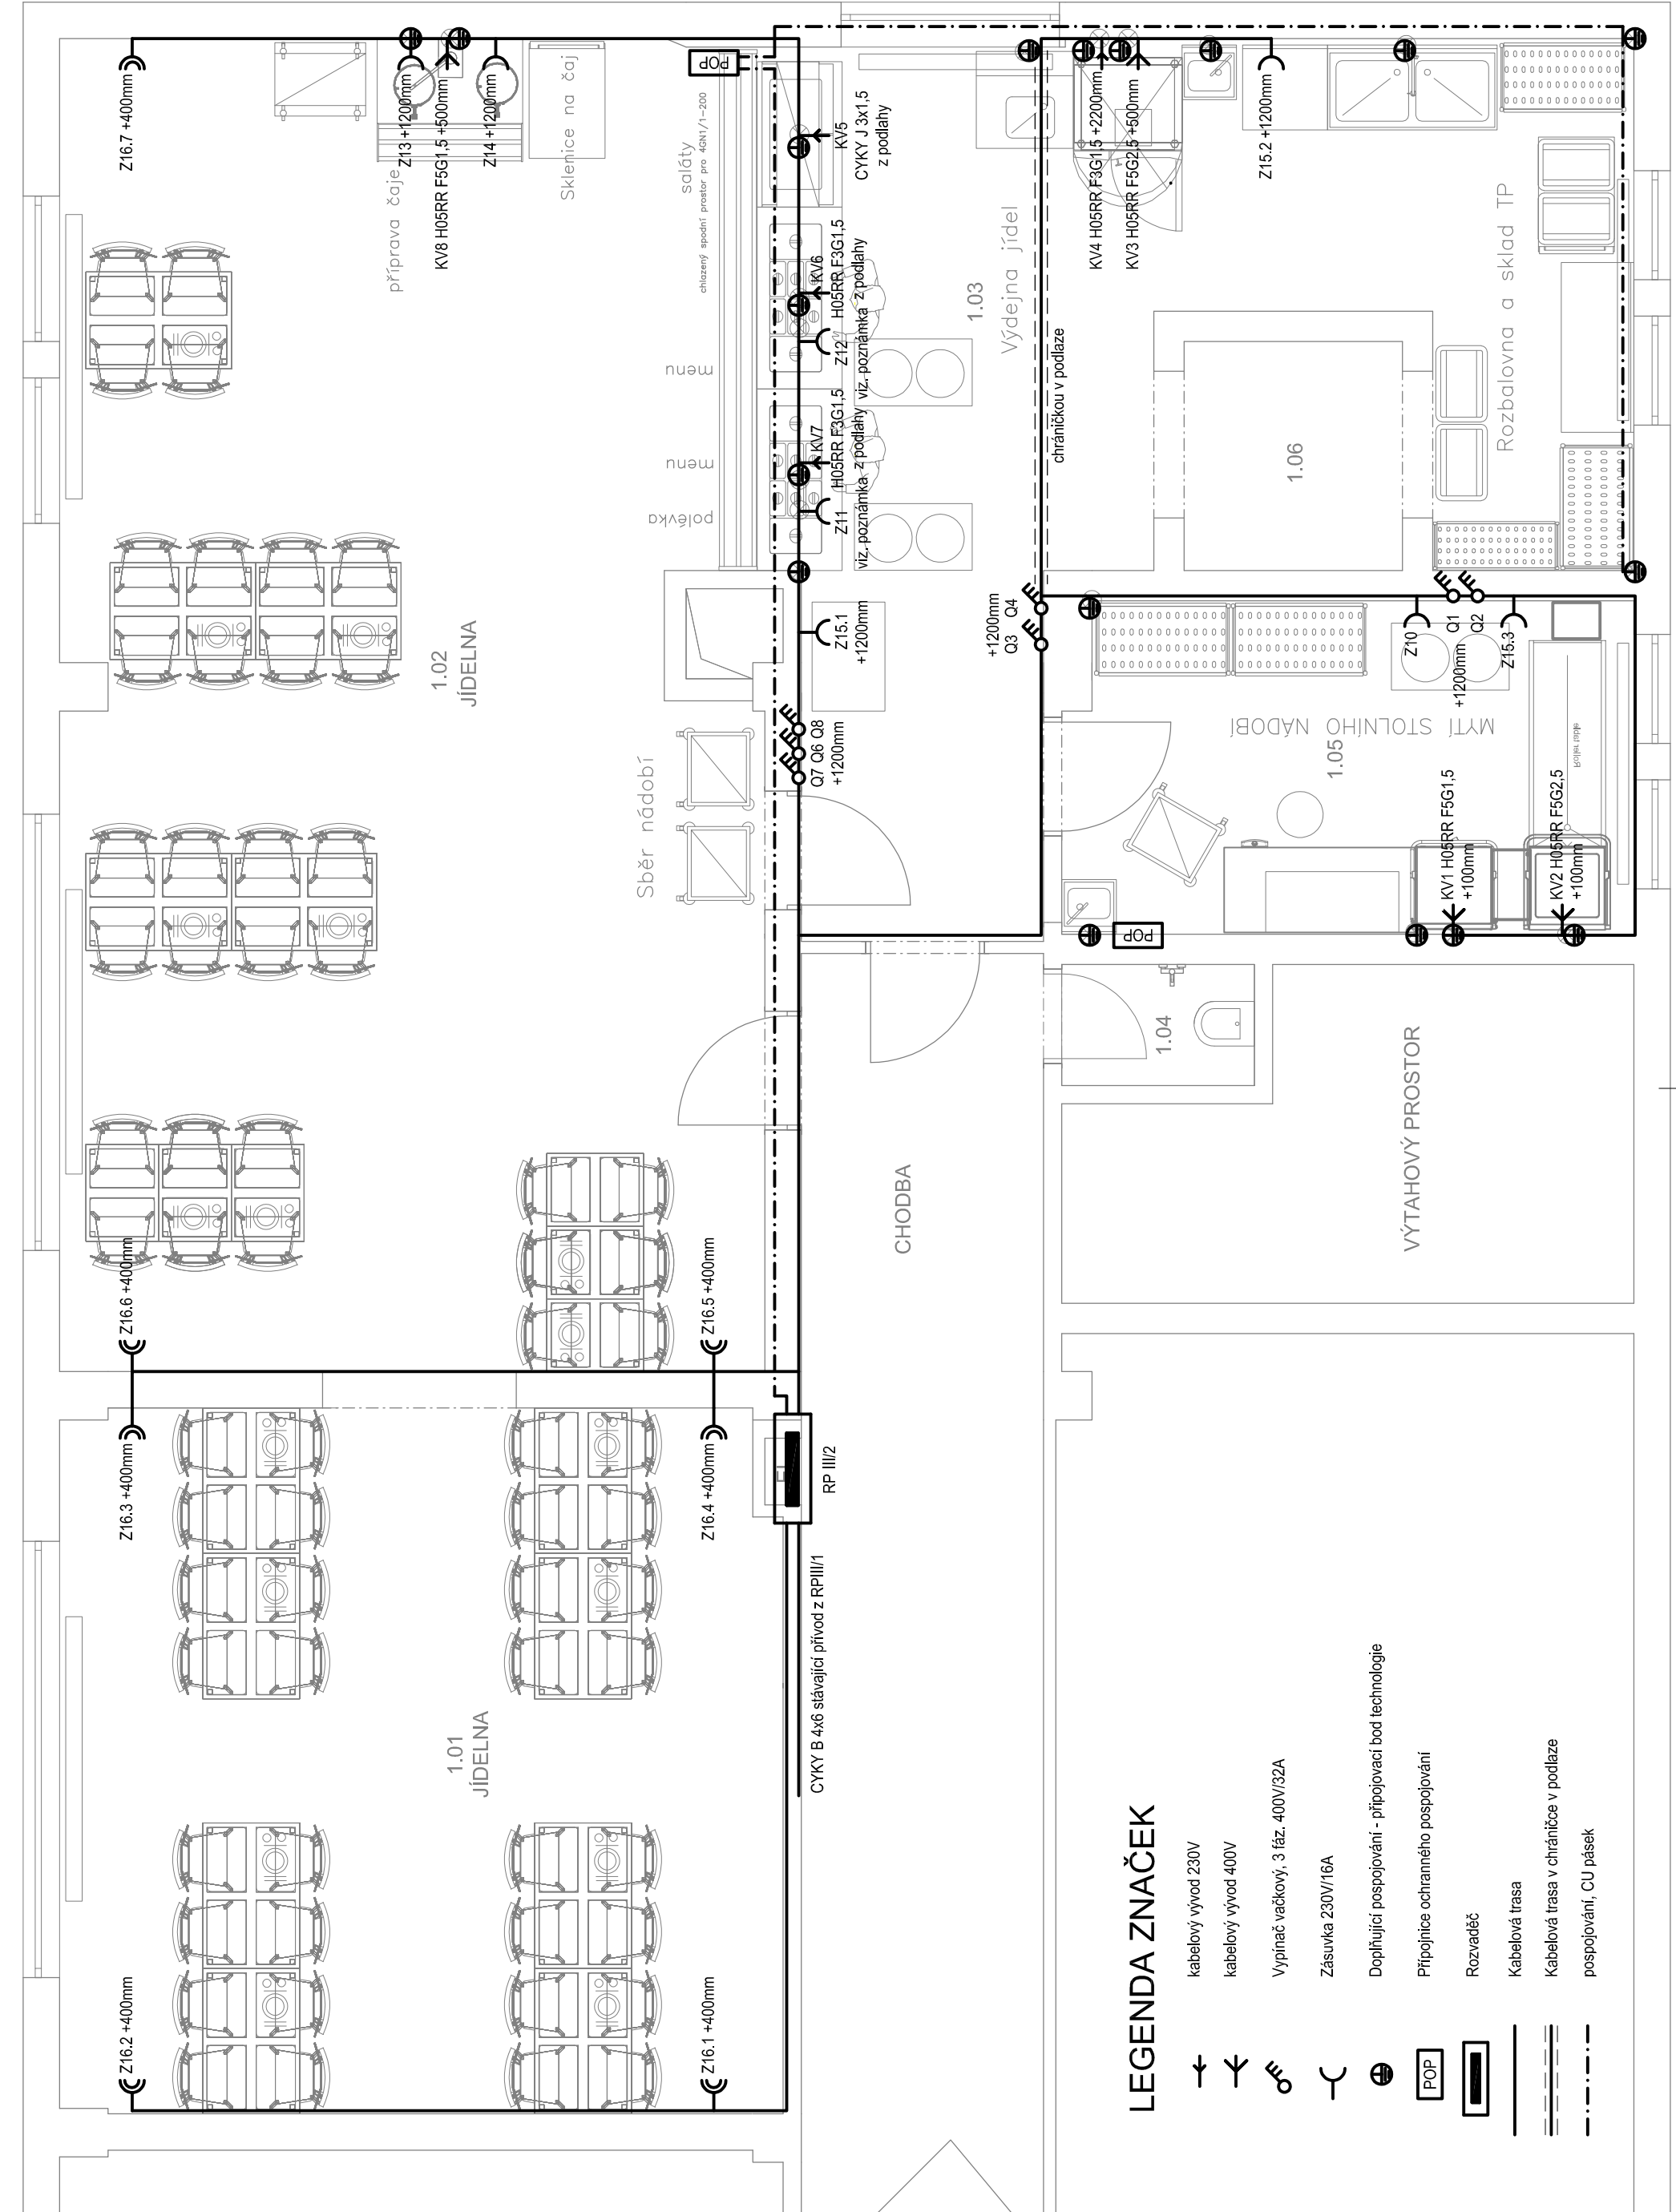 Z16.7 +400mm
Z13 +1200mm
KV8 H05RR F5G1,5 +500mm
Z14 +1200mm
příprava čaje
Sklenice na čaj
POP
saláty
chlazený spodní prostor pro 4GN1/1-200
KV5
CYKY J 3x1,5
z podlahy
KV6
H05RR F3G1,5
z podlahy
Z12
viz. poznámka
KV7
H05RR F3G1,5
z podlahy
Z11
viz. poznámka
menu
menu
polévka
1.03
Výdejna jídel
KV4 H05RR F3G1,5 +2200mm
KV3 H05RR F5G2,5 +500mm
Z15.2 +1200mm
chráničkou v podlaze
1.06
Rozbalovna a sklad TP
1.02
JÍDELNA
Z15.1
+1200mm
Q7 Q6 Q8
+1200mm
+1200mm
Q3 Q4
Z10
Q1
Q2
+1200mm
Z15.3
Sběr nádobí
MYTÍ STOLNÍHO NÁDOBÍ
1.05
KV1 H05RR F5G1,5
+100mm
KV2 H05RR F5G2,5
+100mm
POP
1.04
CHODBA
VÝTAHOVÝ PROSTOR
Z16.6 +400mm
Z16.5 +400mm
Z16.3 +400mm
Z16.4 +400mm
RP III/2
CYKY B 4x6 stávající přívod z RPIII/1
1.01
JÍDELNA
Z16.2 +400mm
Z16.1 +400mm
LEGENDA ZNAČEK
kabelový vývod 230V
kabelový vývod 400V
Vypínač vačkový, 3 fáz. 400V/32A
Zásuvka 230V/16A
Doplňující pospojování - připojovací bod technologie
POP
Připojnice ochranného pospojování
Rozvaděč
Kabelová trasa
Kabelová trasa v chráničce v podlaze
pospojování, CU pásek